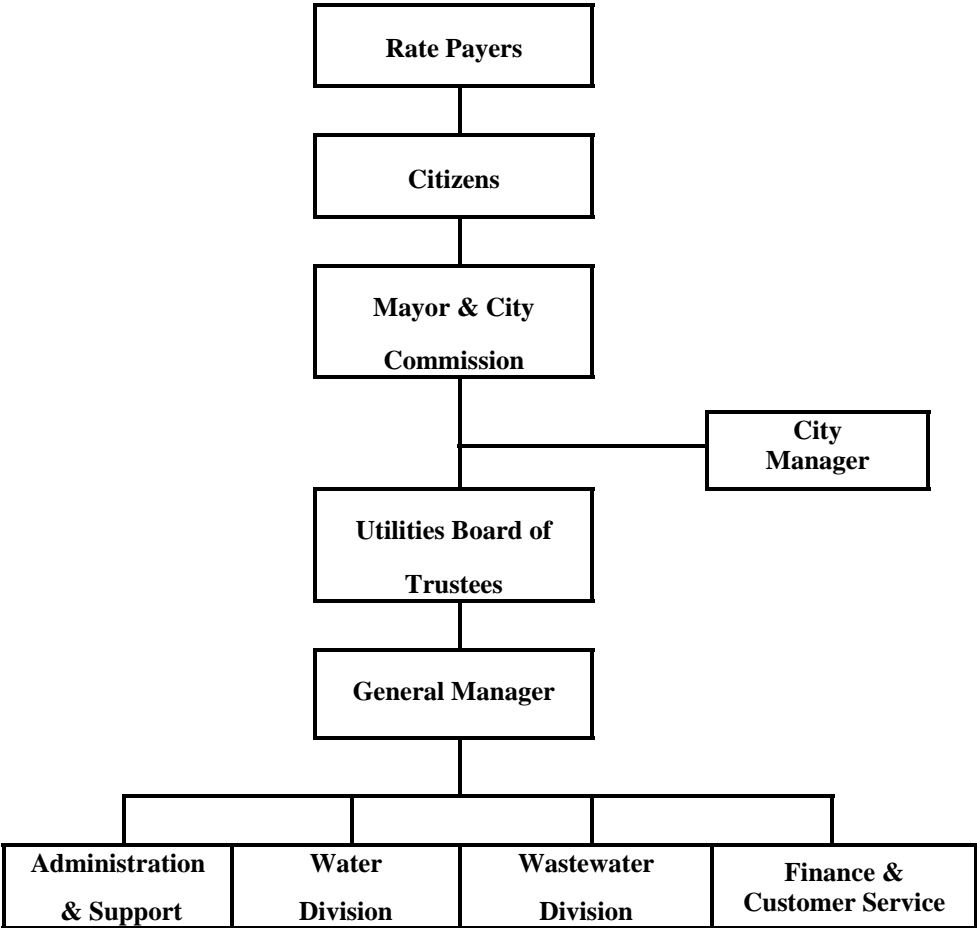 Rate Payers
Citizens
Mayor & City
Commission
City
Manager
Utilities Board of
Trustees
General Manager
Administration
& Support
Water
Division
Wastewater
Division
Finance &
Customer Service